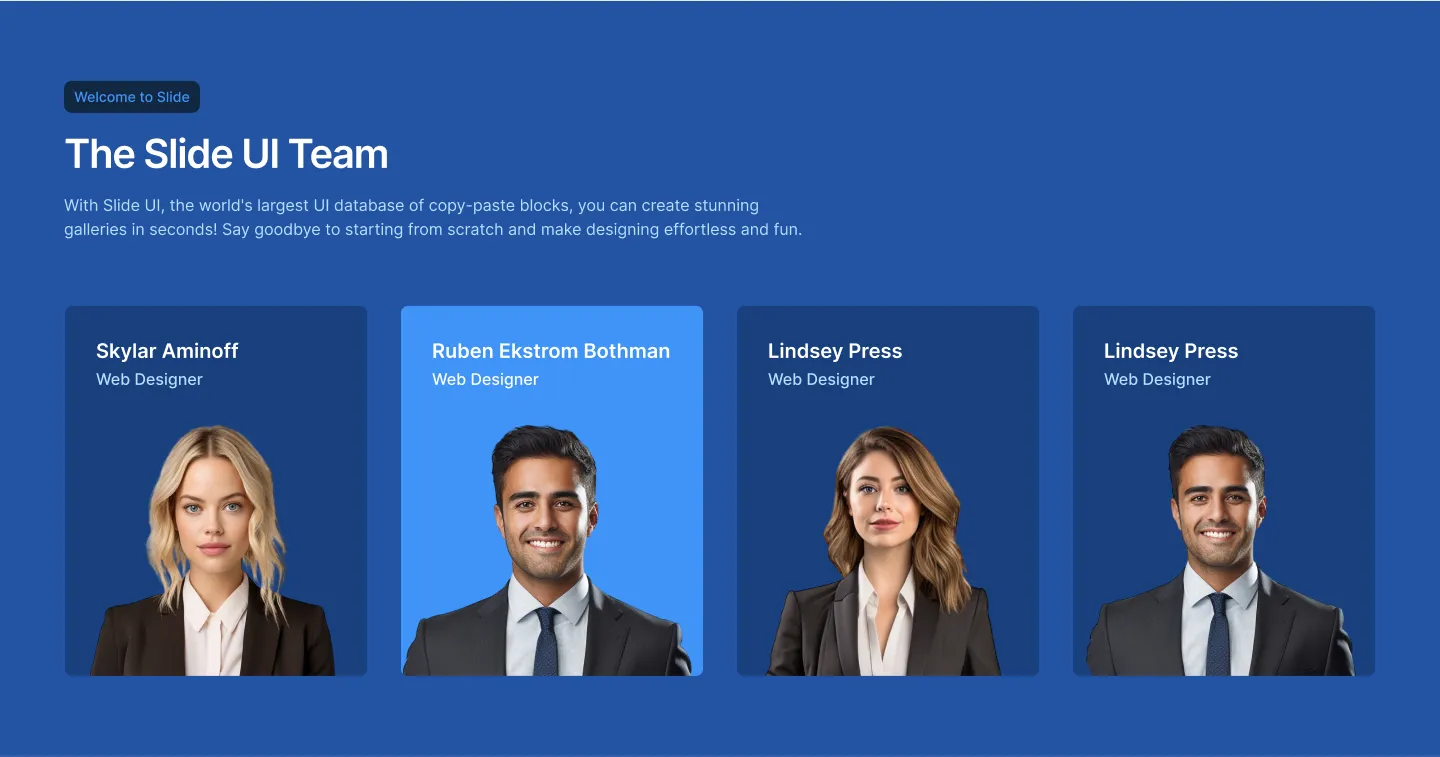 Welcome to Slide
The Slide UI Team
With Slide UI, the world's largest UI database of copy-paste blocks, you can create stunning
galleries in seconds! Say goodbye to starting from scratch and make designing effortless and fun.
Skylar Aminoff
Web Designer
Ruben Ekstrom Bothman
Web Designer
Lindsey Press
Web Designer
Lindsey Press
Web Designer